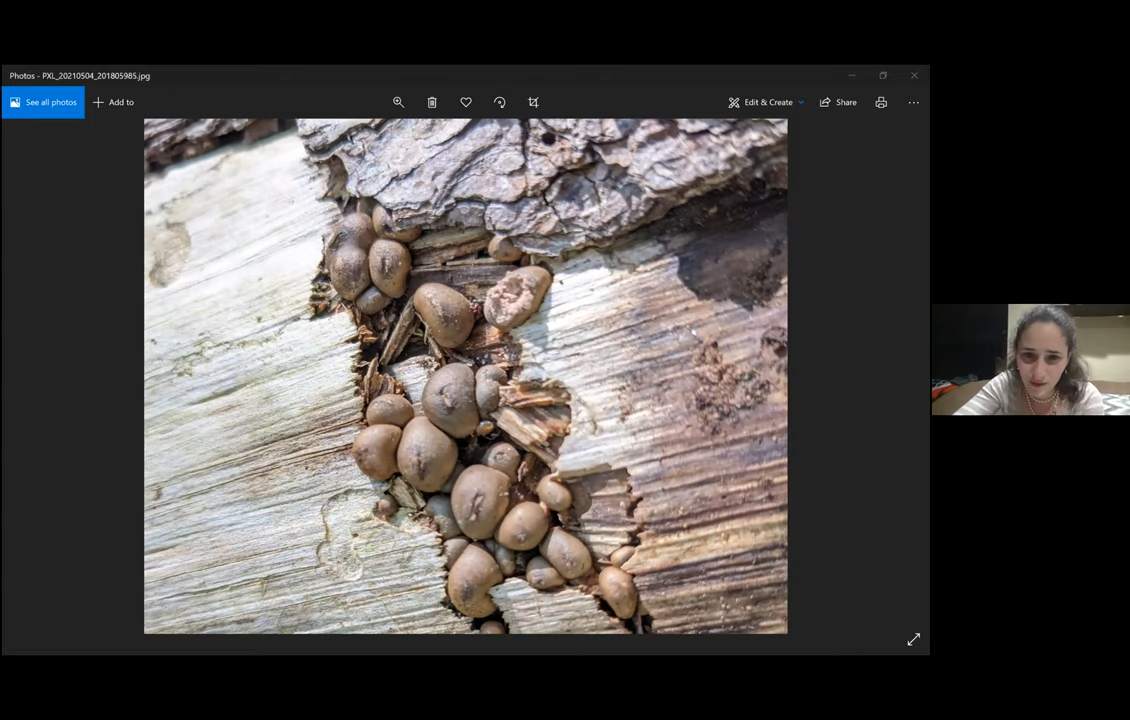 Photos - PXL_20210504_201805985.jpg
See all photos
Add to
Edit & Create
Share